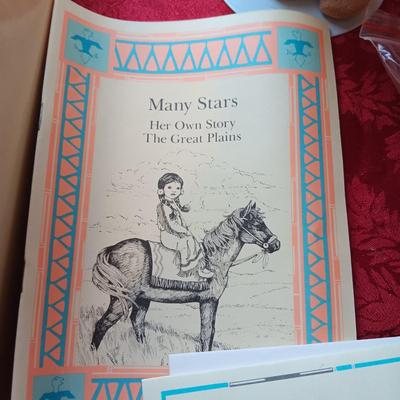 Many Stars
Her Own Story
The Great Plains